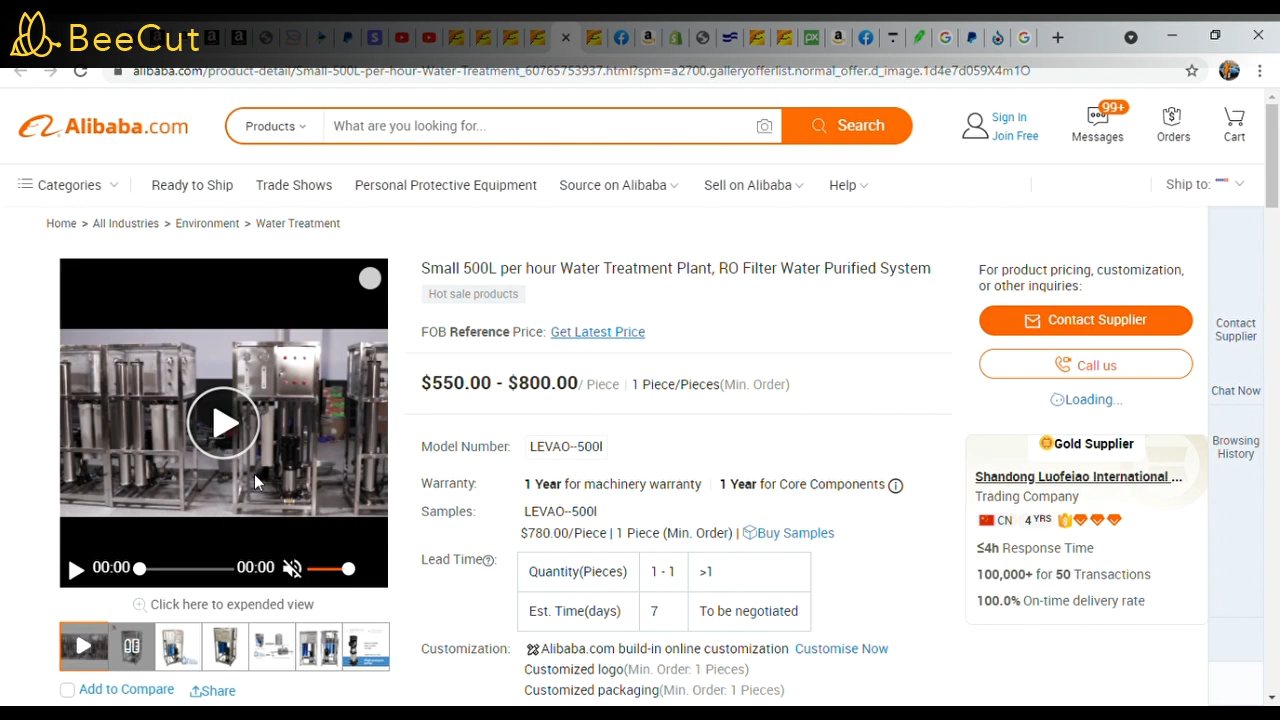 BeeCut
alibaba.com/product-detail/Small-500L-per-hour-Water-Treatment_60765753937.html?spm=a2700.galleryofferlist.normal_offer.d_image.1d4e7d059X4m1O
Alibaba.com
Products
What are you looking for...
Search
Sign In
Join Free
99+
Messages
Orders
Cart
Categories
Ready to Ship
Trade Shows
Personal Protective Equipment
Source on Alibaba
Sell on Alibaba
Help
Ship to:
Home > All Industries > Environment > Water Treatment
Small 500L per hour Water Treatment Plant, RO Filter Water Purified System
Hot sale products
FOB Reference Price: Get Latest Price
$550.00 - $800.00 / Piece | 1 Piece/Pieces(Min. Order)
Model Number: LEVAO--500l
Warranty: 1 Year for machinery warranty | 1 Year for Core Components
Samples: LEVAO--500l
$780.00/Piece | 1 Piece (Min. Order) | Buy Samples
Lead Time:
Quantity(Pieces) 1 - 1 >1
Est. Time(days) 7 To be negotiated
Customization: Alibaba.com build-in online customization Customise Now
Customized logo(Min. Order: 1 Pieces)
Customized packaging(Min. Order: 1 Pieces)
00:00 00:00
Click here to expended view
Add to Compare
Share
For product pricing, customization,
or other inquiries:
Contact Supplier
Call us
Loading...
Gold Supplier
Shandong Luofeiao International ...
Trading Company
CN 4 YRS
≤4h Response Time
100,000+ for 50 Transactions
100.0% On-time delivery rate
Contact
Supplier
Chat Now
Browsing
History